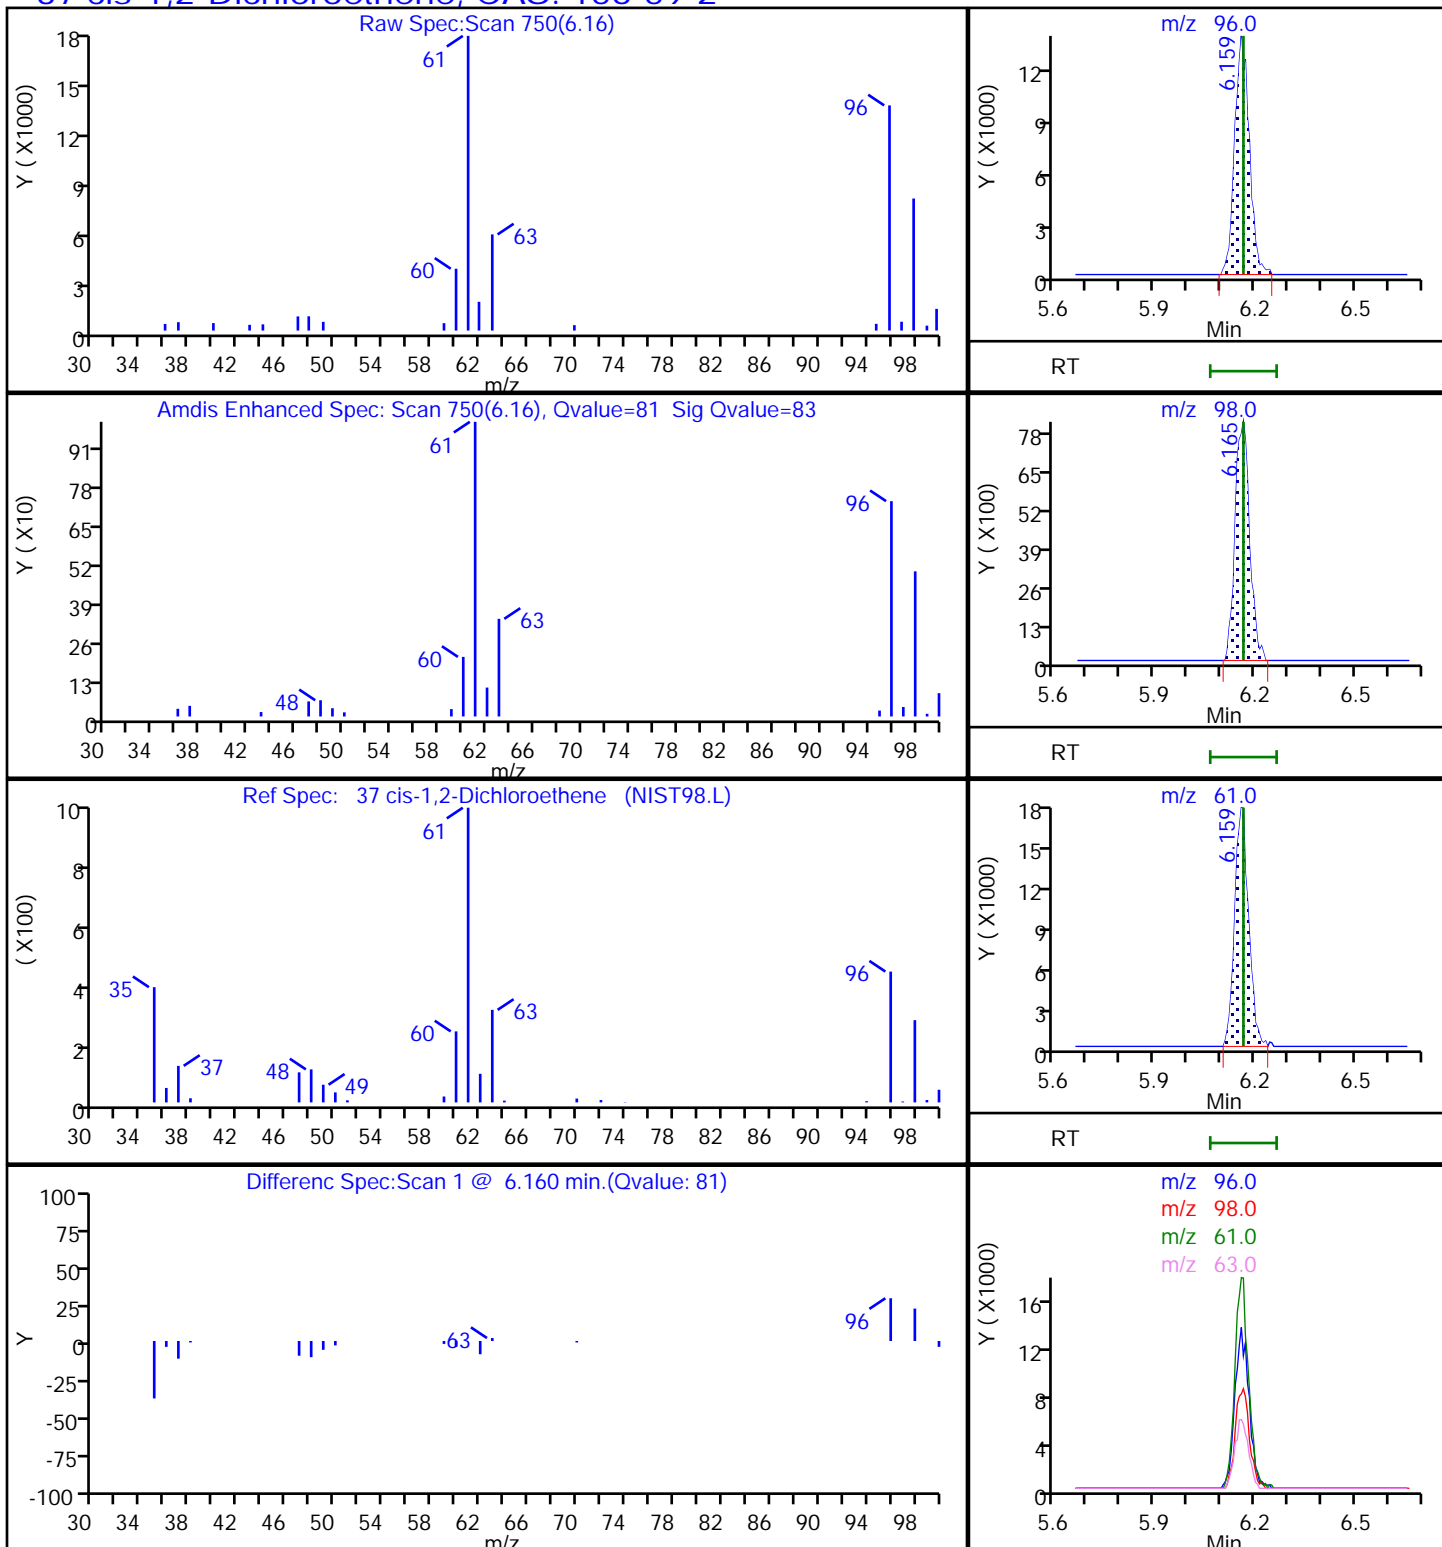 37 cis-1,2-Dichloroethene, CAS: 156-59-2
Raw Spec:Scan 750(6.16)
Y ( X1000)
18
15
12
9
6
3
0
61
96
63
60
30 34 38 42 46 50 54 58 62 66 70 74 78 82 86 90 94 98
m/z
m/z 96.0
Y ( X1000)
12
9
6
3
0
6.159
5.6 5.9 6.2 6.5
Min
RT
Amdis Enhanced Spec: Scan 750(6.16), Qvalue=81 Sig Qvalue=83
Y ( X10)
91
78
65
52
39
26
13
0
61
96
63
60
48
30 34 38 42 46 50 54 58 62 66 70 74 78 82 86 90 94 98
m/z
m/z 98.0
Y ( X100)
78
65
52
39
26
13
0
6.165
5.6 5.9 6.2 6.5
Min
RT
Ref Spec: 37 cis-1,2-Dichloroethene (NIST98.L)
( X100)
10
8
6
4
2
0
61
35
96
63
60
37
48
49
30 34 38 42 46 50 54 58 62 66 70 74 78 82 86 90 94 98
m/z 61.0
Y ( X1000)
18
15
12
9
6
3
0
6.159
5.6 5.9 6.2 6.5
Min
RT
Differenc Spec:Scan 1 @ 6.160 min.(Qvalue: 81)
Y
100
75
50
25
0
-25
-50
-75
-100
63
96
30 34 38 42 46 50 54 58 62 66 70 74 78 82 86 90 94 98
m/z
m/z 96.0
m/z 98.0
m/z 61.0
m/z 63.0
Y ( X1000)
16
12
8
4
0
5.6 5.9 6.2 6.5
Min